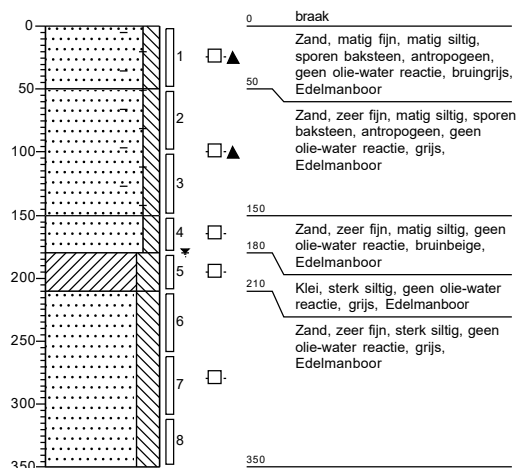 0
50
100
150
200
250
300
350
1
2
3
4
5
6
7
8
0 braak
Zand, matig fijn, matig siltig,
sporen baksteen, antropogeen,
geen olie-water reactie, bruingrijs,
Edelmanboor
50
Zand, zeer fijn, matig siltig, sporen
baksteen, antropogeen, geen
olie-water reactie, grijs,
Edelmanboor
150
Zand, zeer fijn, matig siltig, geen
olie-water reactie, bruinbeige,
Edelmanboor
180
Klei, sterk siltig, geen olie-water
reactie, grijs, Edelmanboor
210
Zand, zeer fijn, sterk siltig, geen
olie-water reactie, grijs,
Edelmanboor
350